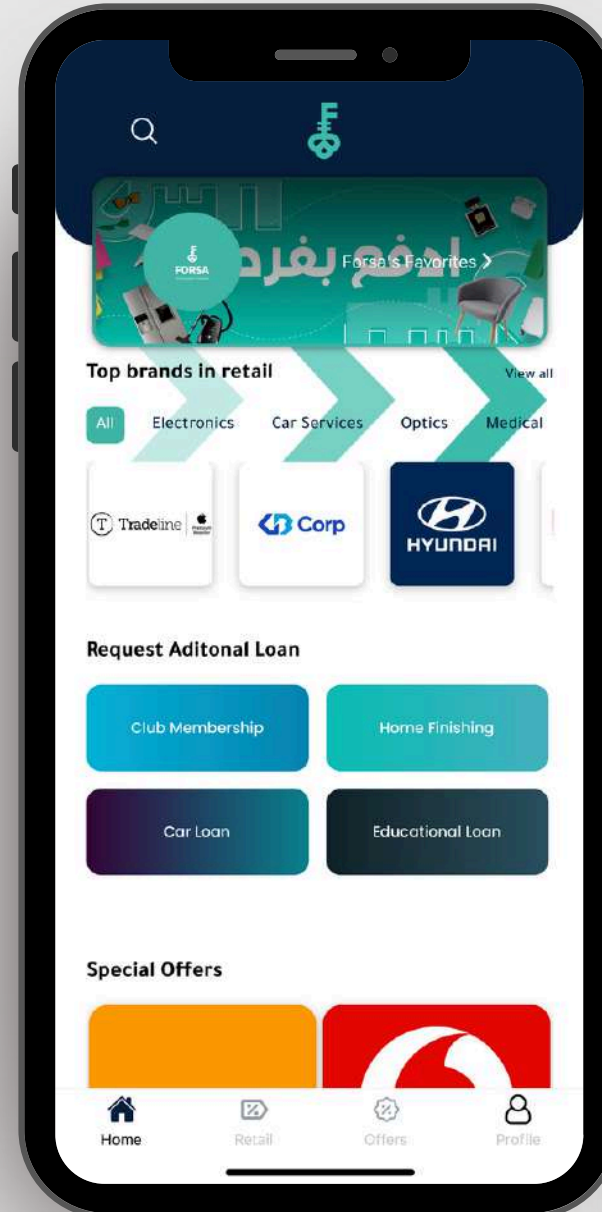 FORSA
ادفع بفرص
Forsa's Favorites >
Top brands in retail
View all
All Electronics Car Services Optics Medical
T Tradeline
Corp
HYUNDAI
Request Aditonal Loan
Club Membership Home Finishing
Car Loan Educational Loan
Special Offers
Home Retail Offers Profile